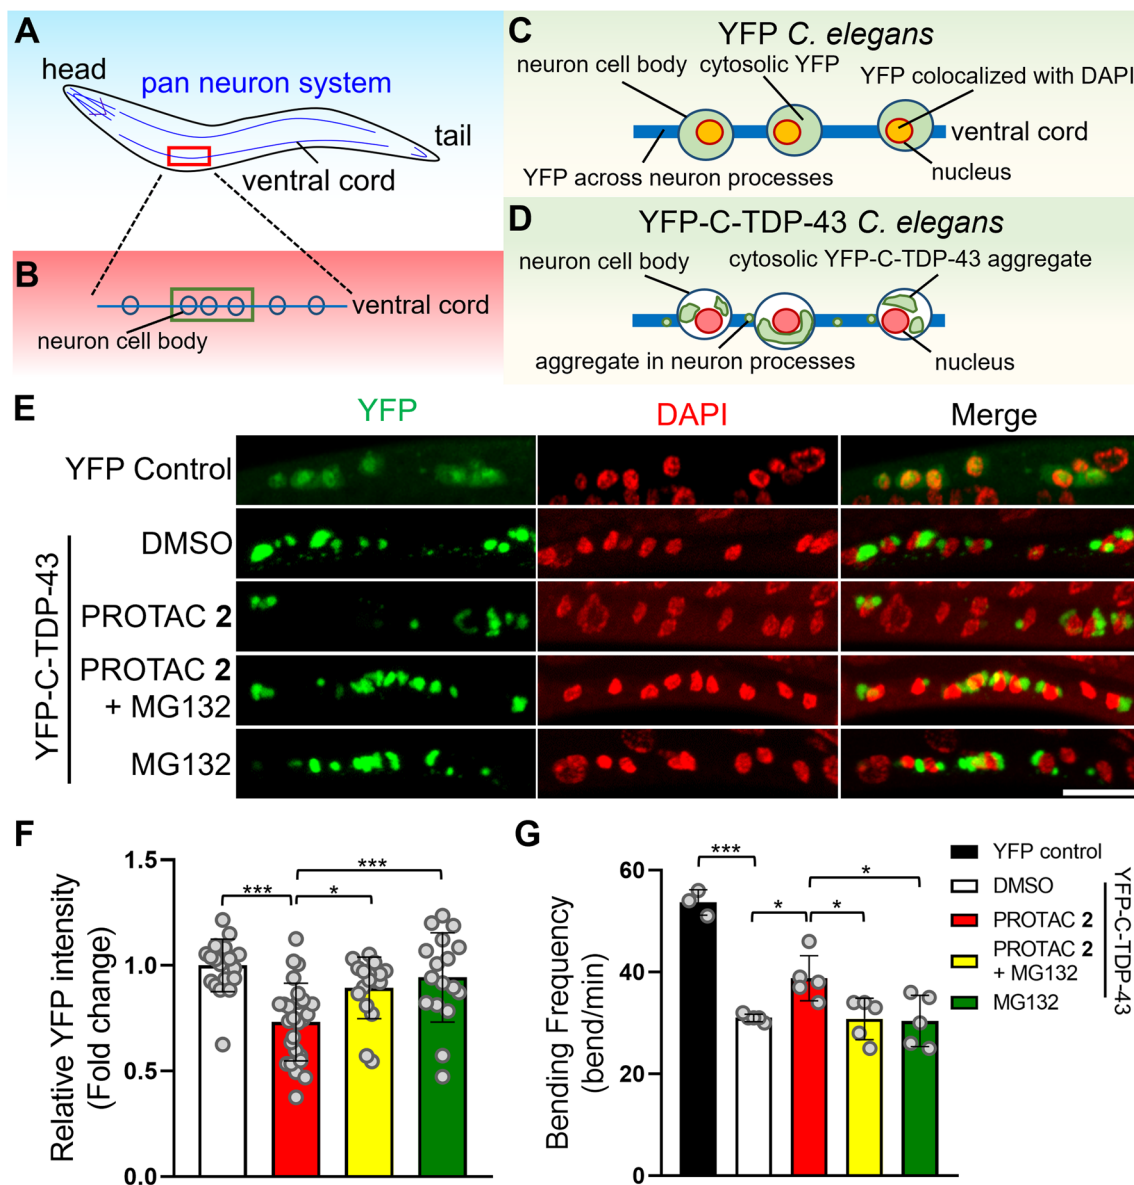 A
head
pan neuron system
tail
ventral cord
B
ventral cord
neuron cell body
C
YFP C. elegans
neuron cell body
cytosolic YFP
YFP colocalized with DAPI
ventral cord
YFP across neuron processes
nucleus
D
YFP-C-TDP-43 C. elegans
neuron cell body
cytosolic YFP-C-TDP-43 aggregate
aggregate in neuron processes
nucleus
E
YFP
DAPI
Merge
YFP Control
YFP-C-TDP-43
DMSO
PROTAC 2
PROTAC 2
+ MG132
MG132
F
Relative YFP intensity
(Fold change)
1.5
1.0
0.5
0.0
***
*
***
G
Bending Frequency
(bend/min)
60
40
20
0
***
*
*
*
YFP control
DMSO
PROTAC 2
PROTAC 2
+ MG132
MG132
YFP-C-TDP-43